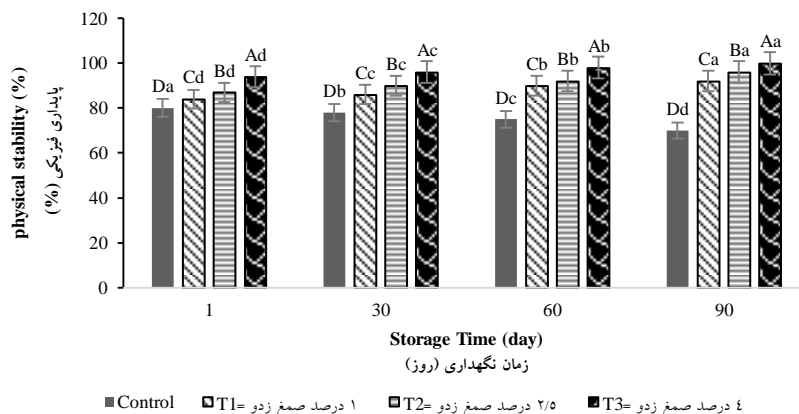 physical stability (%)
پایداری فیزیکی (%)
120
100
80
60
40
20
0
Da Cd Bd Ad
Db Cc Bc Ac
Dc Cb Bb Ab
Dd Ca Ba Aa
1 30 60 90
Storage Time (day)
زمان نگهداری (روز)
Control T1= ۱ درصد صمغ زدو T2= ۲/۵ درصد صمغ زدو T3= ٤ درصد صمغ زدو